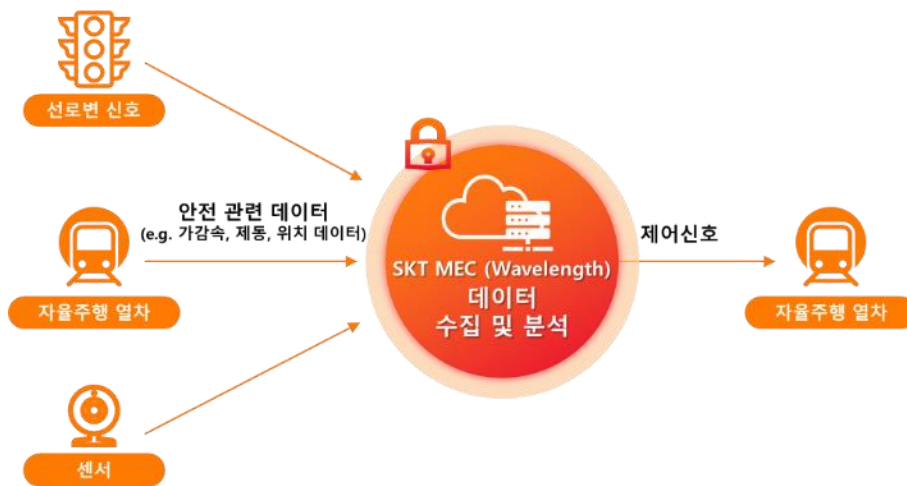 선로변 신호
안전 관련 데이터
(e.g. 가감속, 제동, 위치 데이터)
자율주행 열차
센서
SKT MEC (Wavelength)
데이터
수집 및 분석
제어신호
자율주행 열차